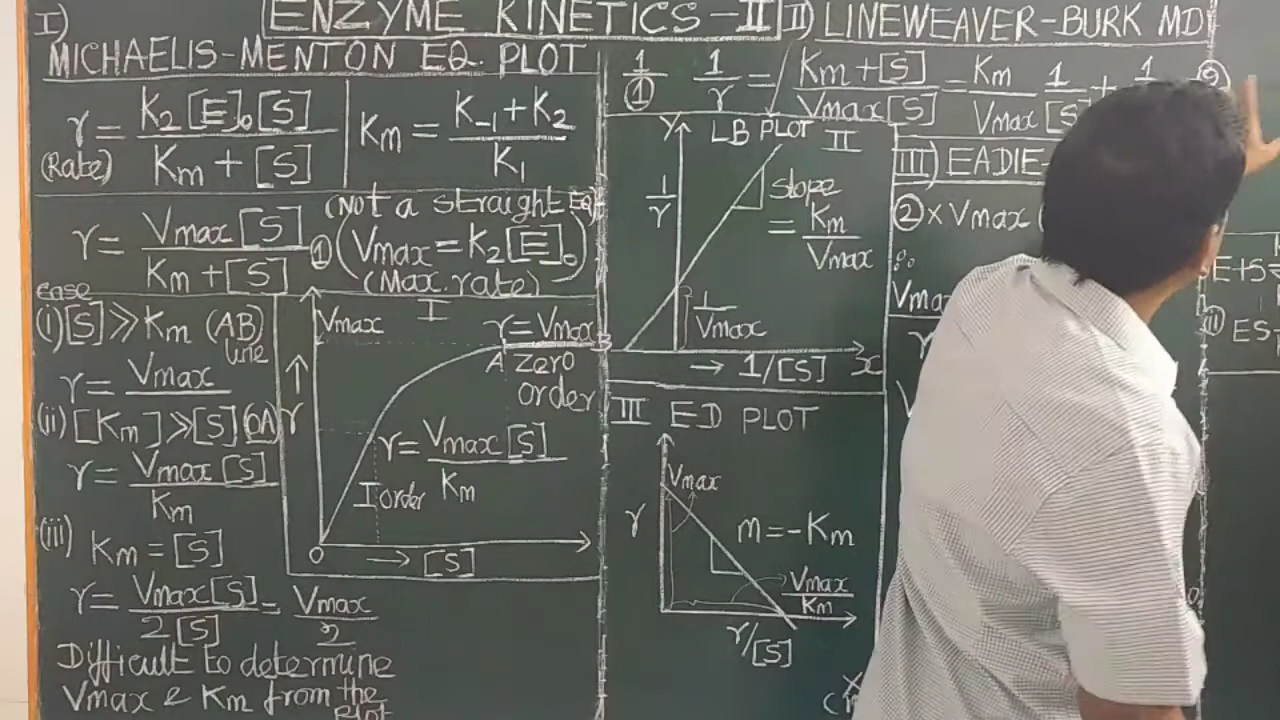 ENZYME KINETICS-II
I)
MICHAELIS-MENTON EQ. PLOT
r = K2[E]0[S] / Km + [S]
(Rate)
Km = K-1 + K2 / K1
r = Vmax[S] / Km + [S] ①
(Not a straight Eq)
(Vmax = K2[E]0)
(Max. rate)
Case
(i) [S] ≫ Km (AB) line
r = Vmax
(ii) [Km] ≫ [S] (OA)
r = Vmax[S] / Km
(iii) Km = [S]
r = Vmax[S] / 2[S] = Vmax / 2
Difficult to determine
Vmax & Km from the
Plot
I
Vmax
r = Vmax
A Zero B
order
r
r = Vmax[S] / Km
I order
O → [S]
II) LINEWEAVER-BURK MD
1/① 1/r = Km+[S] / Vmax[S] = Km / Vmax 1/[S] + 1 ②
Y LB PLOT II
1/r
slope
= Km / Vmax
1/Vmax
→ 1/[S] x
III ED PLOT
Vmax
r
m = -Km
Vmax / Km
r/[S]
III) EADIE-
② × Vmax
∴
Vma
r
E+S
iii
ES